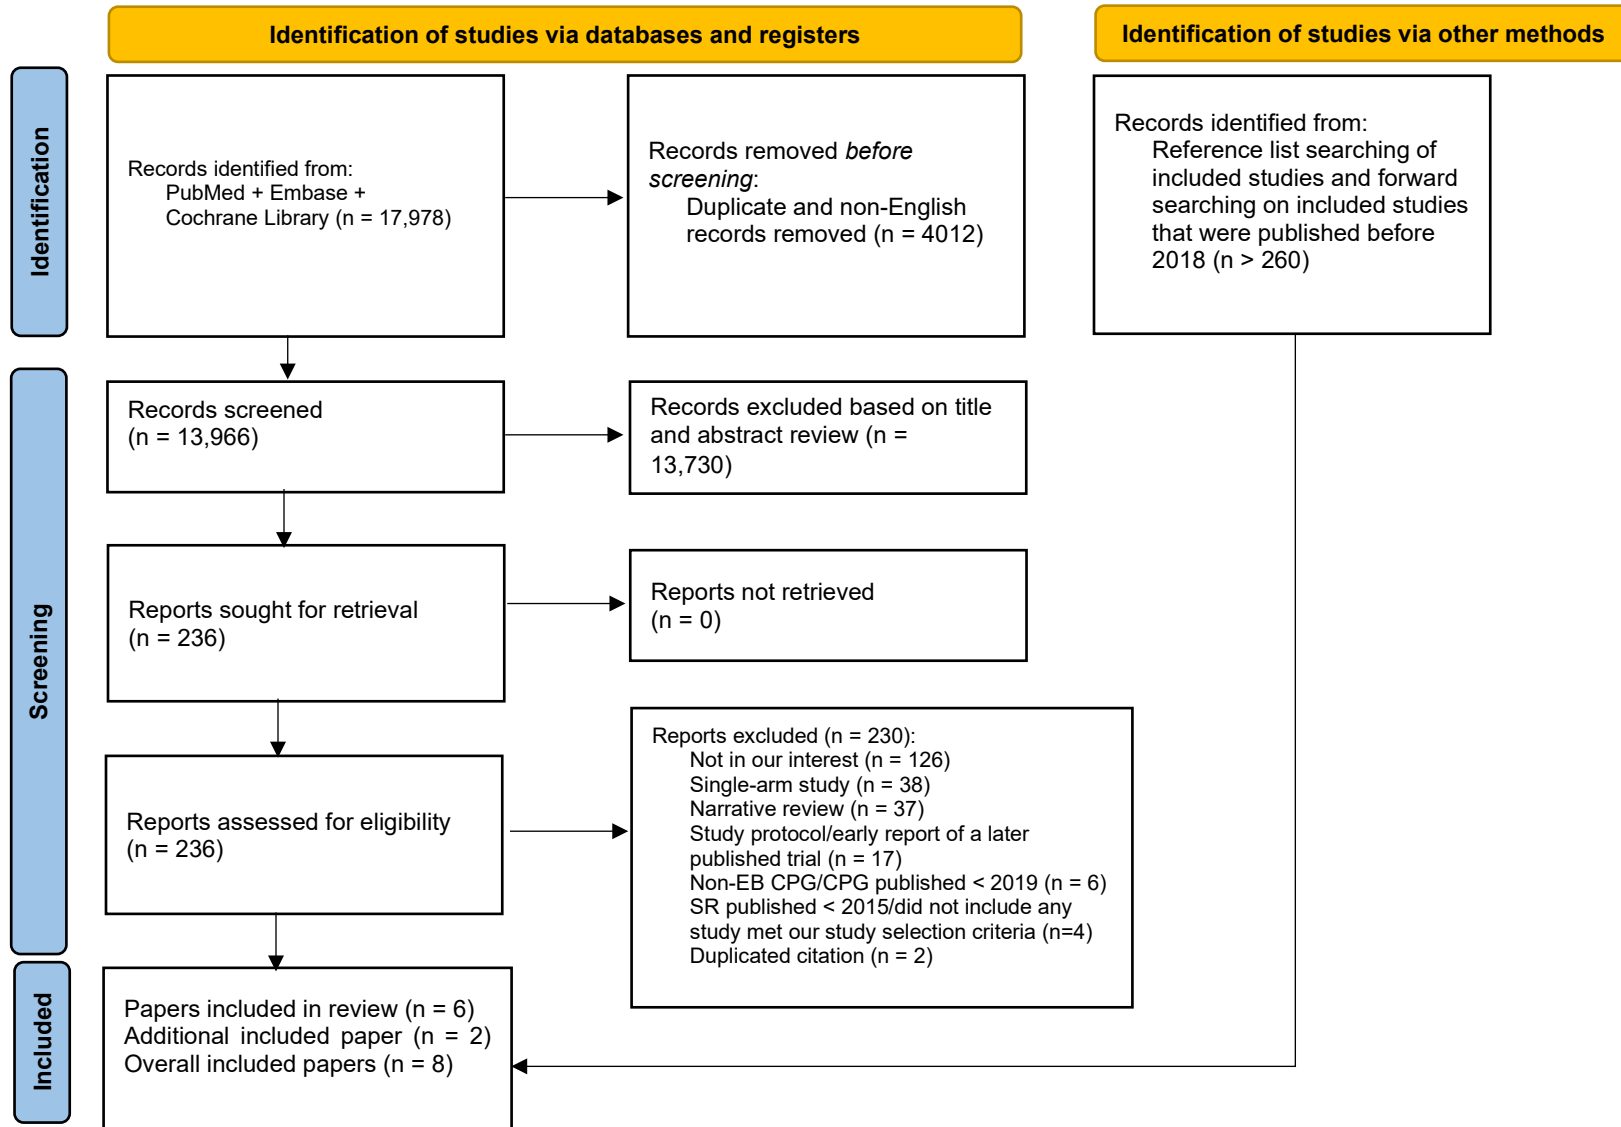 Identification of studies via databases and registers
Identification of studies via other methods
Identification
Records identified from:
PubMed + Embase +
Cochrane Library (n = 17,978)
Records removed before
screening:
Duplicate and non-English
records removed (n = 4012)
Records identified from:
Reference list searching of
included studies and forward
searching on included studies
that were published before
2018 (n > 260)
Screening
Records screened
(n = 13,966)
Records excluded based on title
and abstract review (n =
13,730)
Reports sought for retrieval
(n = 236)
Reports not retrieved
(n = 0)
Reports assessed for eligibility
(n = 236)
Reports excluded (n = 230):
Not in our interest (n = 126)
Single-arm study (n = 38)
Narrative review (n = 37)
Study protocol/early report of a later
published trial (n = 17)
Non-EB CPG/CPG published < 2019 (n = 6)
SR published < 2015/did not include any
study met our study selection criteria (n=4)
Duplicated citation (n = 2)
Included
Papers included in review (n = 6)
Additional included paper (n = 2)
Overall included papers (n = 8)